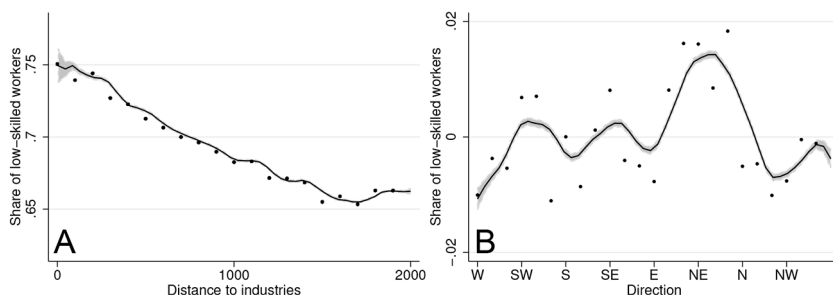 Share of low-skilled workers
.75
.7
.65
A
0
1000
2000
Distance to industries
Share of low-skilled workers
.02
0
-.02
B
W
SW
S
SE
E
NE
N
NW
Direction